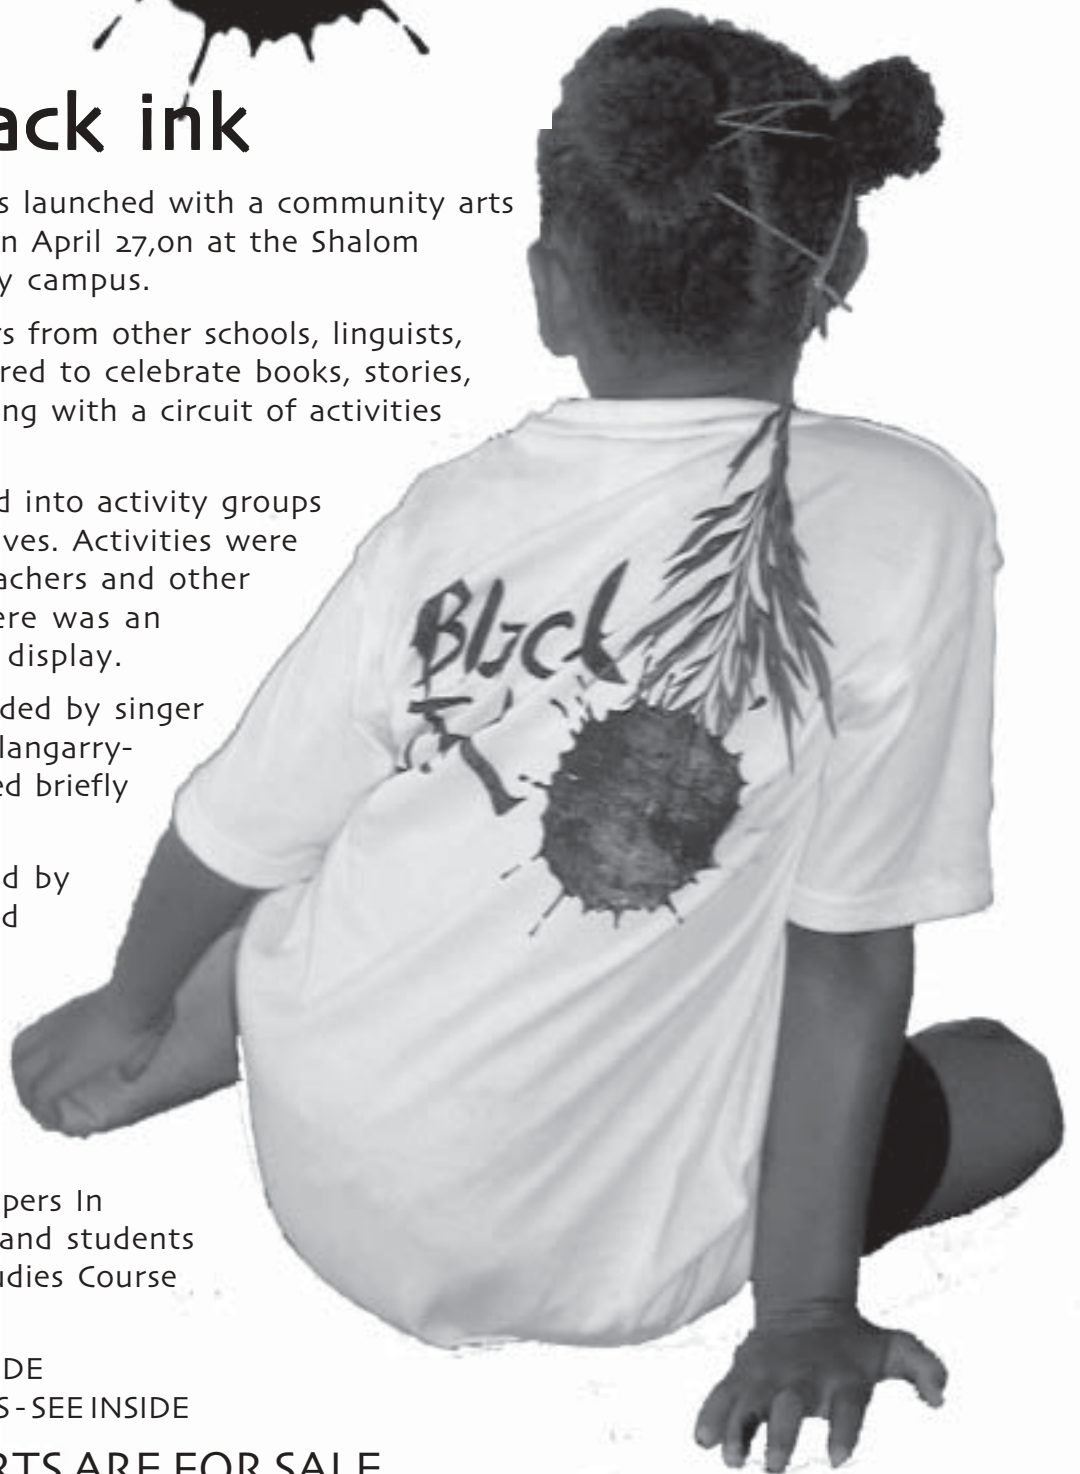 ack ink
s launched with a community arts
n April 27,on at the Shalom
y campus.
rs from other schools, linguists,
red to celebrate books, stories,
ng with a circuit of activities
d into activity groups
ves. Activities were
achers and other
ere was an
display.
ded by singer
langarry-
ed briefly
d by
d
Black
pers In
and students
udies Course
DE
S - SEE INSIDE
RTS ARE FOR SALE